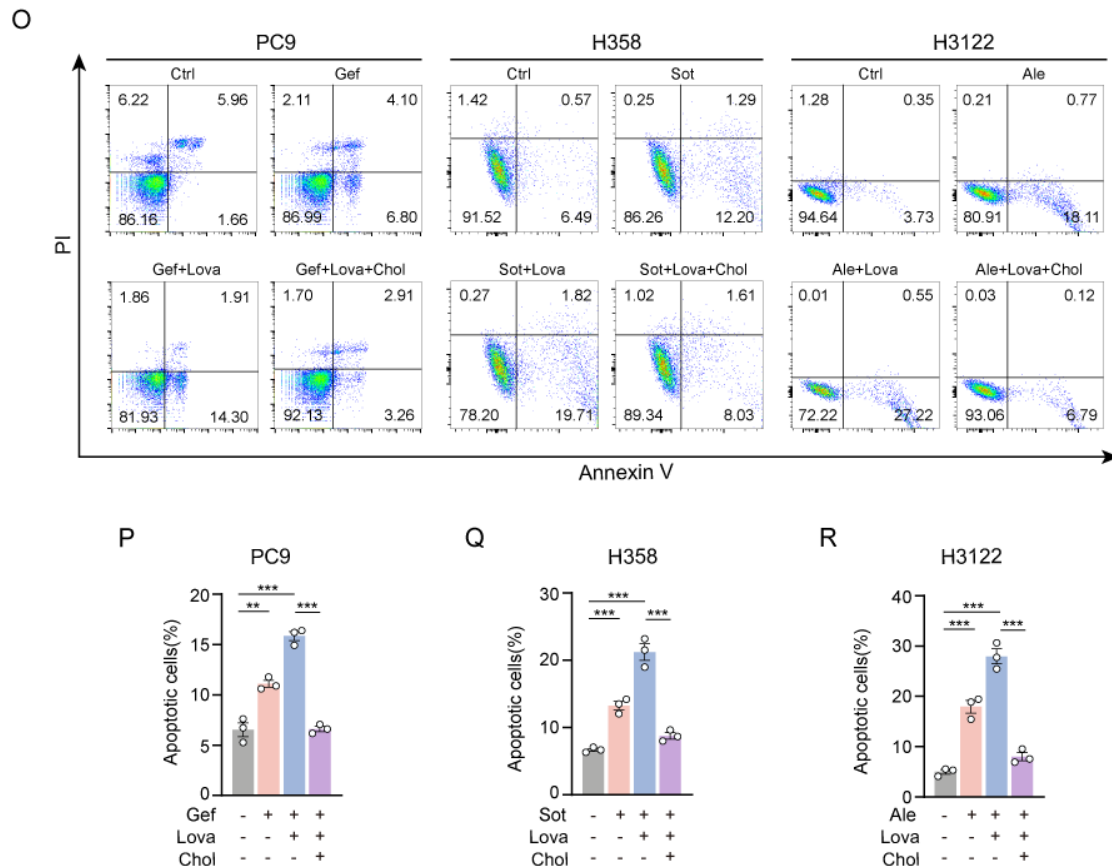 O
PC9 H358 H3122
Ctrl Gef Ctrl Sot Ctrl Ale
6.22 5.96 2.11 4.10 1.42 0.57 0.25 1.29 1.28 0.35 0.21 0.77
86.16 1.66 86.99 6.80 91.52 6.49 86.26 12.20 94.64 3.73 80.91 18.11
PI
Gef+Lova Gef+Lova+Chol Sot+Lova Sot+Lova+Chol Ale+Lova Ale+Lova+Chol
1.86 1.91 1.70 2.91 0.27 1.82 1.02 1.61 0.01 0.55 0.03 0.12
81.93 14.30 92.13 3.26 78.20 19.71 89.34 8.03 72.22 27.22 93.06 6.79
Annexin V
P
PC9
Apoptotic cells(%)
20
15
10
5
0
*** ** ***
Gef - + + +
Lova - - + +
Chol - - - +
Q
H358
Apoptotic cells(%)
30
20
10
0
*** *** ***
Sot - + + +
Lova - - + +
Chol - - - +
R
H3122
Apoptotic cells(%)
40
30
20
10
0
*** *** ***
Ale - + + +
Lova - - + +
Chol - - - +